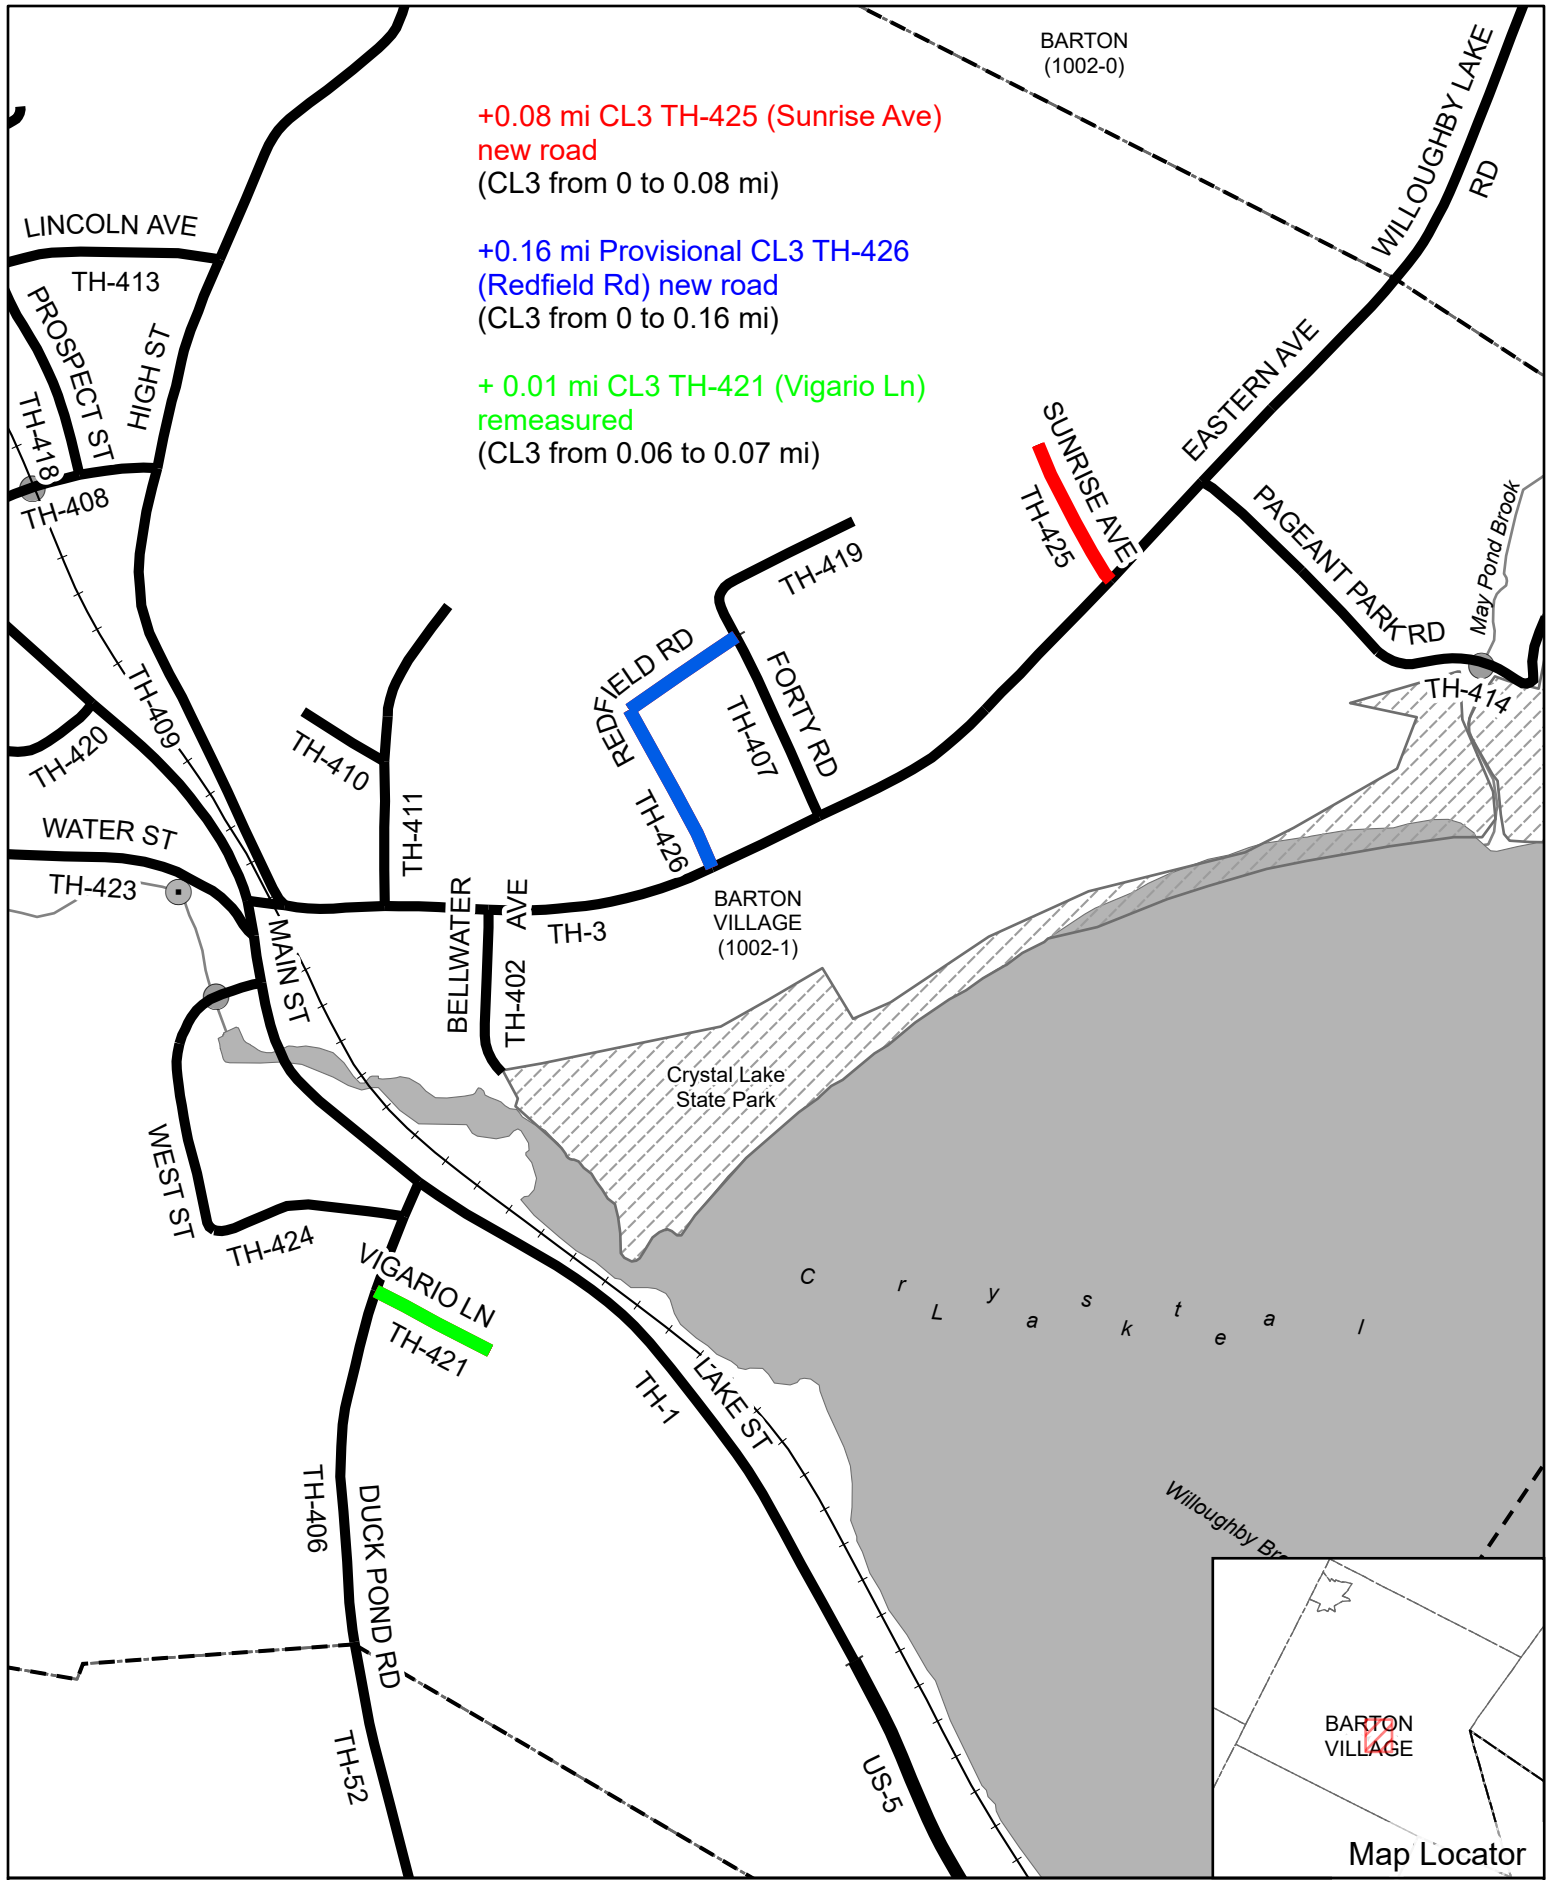 BARTON
(1002-0)
WILLOUGHBY LAKE
RD
+0.08 mi CL3 TH-425 (Sunrise Ave)
new road
(CL3 from 0 to 0.08 mi)
+0.16 mi Provisional CL3 TH-426
(Redfield Rd) new road
(CL3 from 0 to 0.16 mi)
+ 0.01 mi CL3 TH-421 (Vigario Ln)
remeasured
(CL3 from 0.06 to 0.07 mi)
LINCOLN AVE
TH-413
PROSPECT ST
HIGH ST
TH-418
TH-408
EASTERN AVE
SUNRISE AVE
TH-425
PAGEANT PARK RD
May Pond Brook
TH-414
TH-419
REDFIELD RD
FORTY RD
TH-407
TH-426
TH-409
TH-420
TH-410
TH-411
WATER ST
TH-423
MAIN ST
BELLWATER
AVE
TH-3
TH-402
BARTON
VILLAGE
(1002-1)
Crystal Lake
State Park
WEST ST
TH-424
VIGARIO LN
TH-421
Crystal
Lake
TH-1
LAKE ST
TH-406
DUCK POND RD
Willoughby Bro
TH-52
US-5
BARTON
VILLAGE
Map Locator